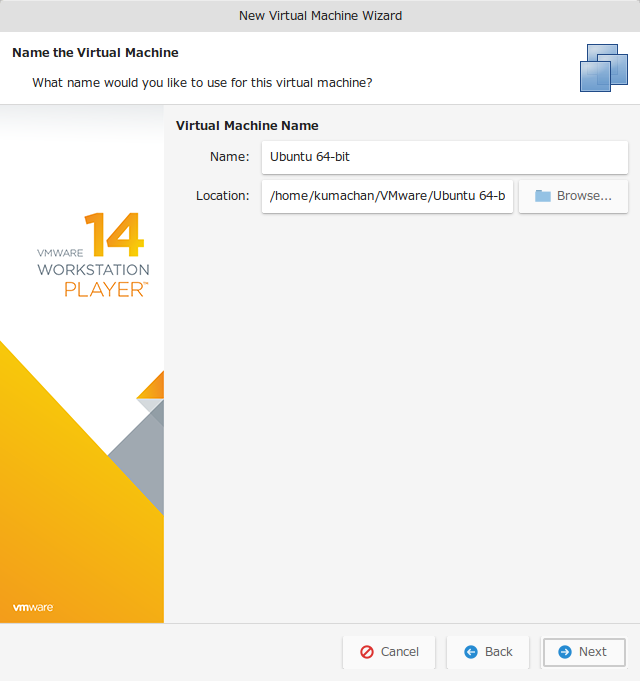 New Virtual Machine Wizard
Name the Virtual Machine
What name would you like to use for this virtual machine?
VMWARE 14
WORKSTATION
PLAYER™
vmware
Virtual Machine Name
Name: Ubuntu 64-bit
Location: /home/kumachan/VMware/Ubuntu 64-b Browse...
Cancel Back Next